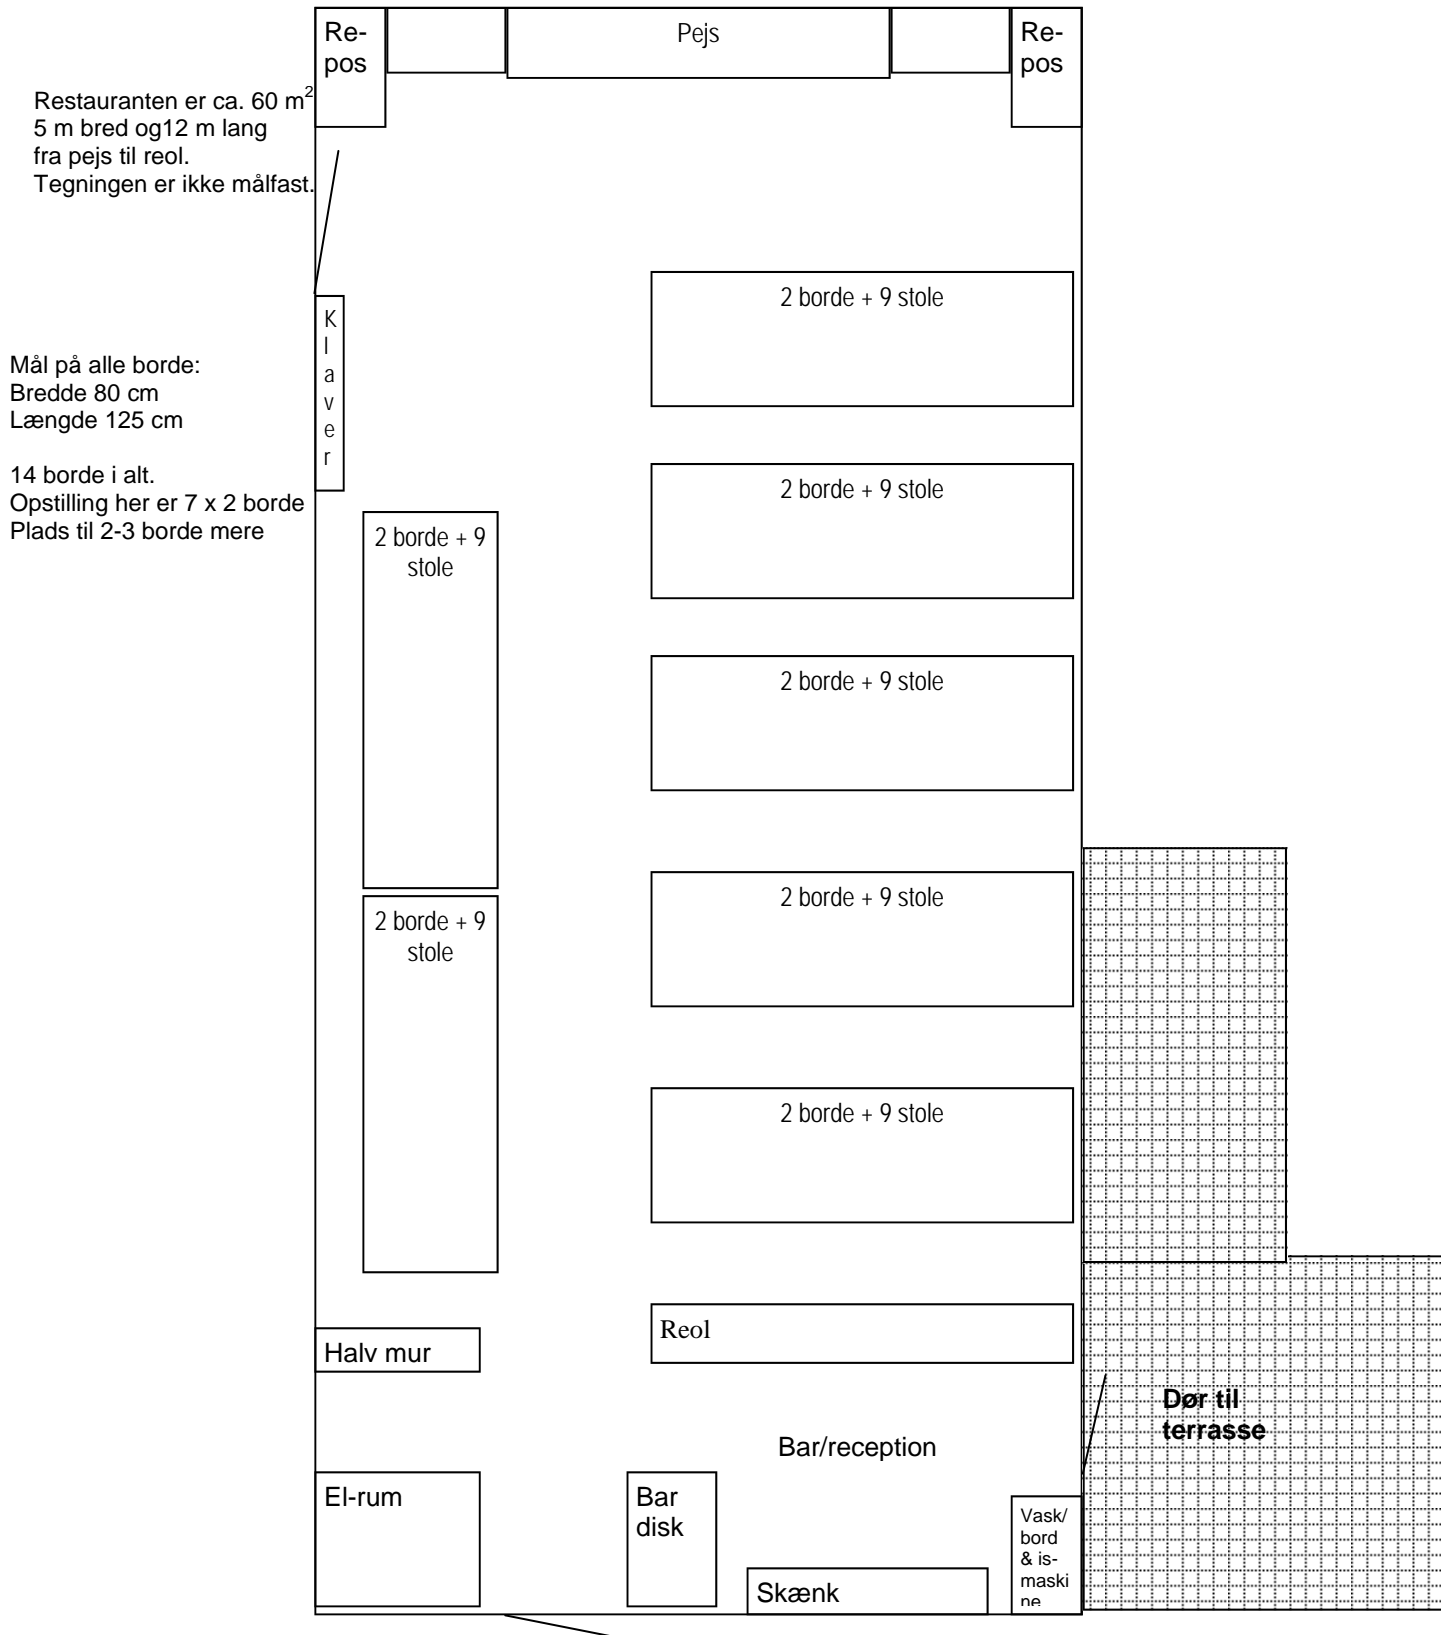 Re-
pos
Pejs
Re-
pos
Restauranten er ca. 60 m²
5 m bred og12 m lang
fra pejs til reol.
Tegningen er ikke målfast.
2 borde + 9 stole
K
l
a
v
e
r
Mål på alle borde:
Bredde 80 cm
Længde 125 cm
14 borde i alt.
Opstilling her er 7 x 2 borde
Plads til 2-3 borde mere
2 borde + 9 stole
2 borde + 9
stole
2 borde + 9 stole
2 borde + 9 stole
2 borde + 9
stole
2 borde + 9 stole
Reol
Halv mur
Dør til
terrasse
Bar/reception
El-rum
Bar
disk
Vask/
bord
& is-
maski
ne
Skænk